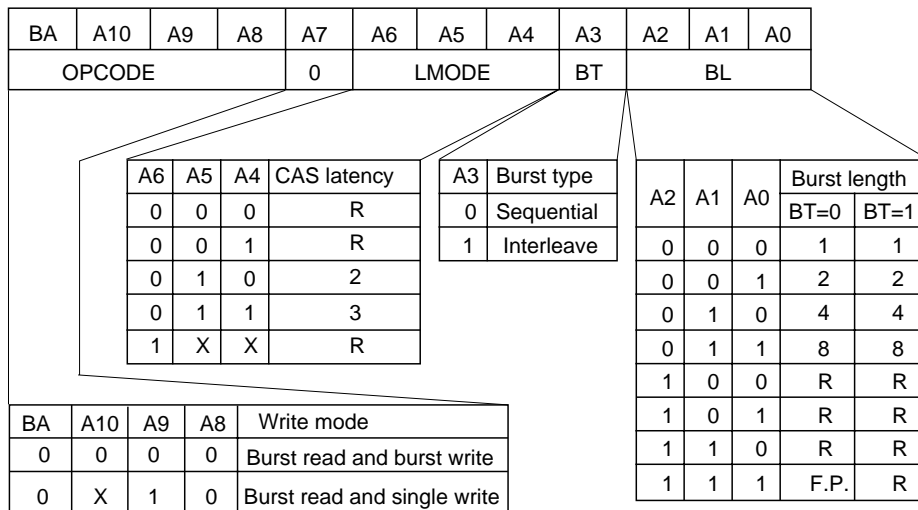 BA A10 A9 A8 A7 A6 A5 A4 A3 A2 A1 A0
OPCODE 0 LMODE BT BL
A6 A5 A4 CAS latency
0 0 0 R
0 0 1 R
0 1 0 2
0 1 1 3
1 X X R
A3 Burst type
0 Sequential
1 Interleave
A2 A1 A0 Burst length
BT=0 BT=1
0 0 0 1 1
0 0 1 2 2
0 1 0 4 4
0 1 1 8 8
1 0 0 R R
1 0 1 R R
1 1 0 R R
1 1 1 F.P. R
BA A10 A9 A8 Write mode
0 0 0 0 Burst read and burst write
0 X 1 0 Burst read and single write